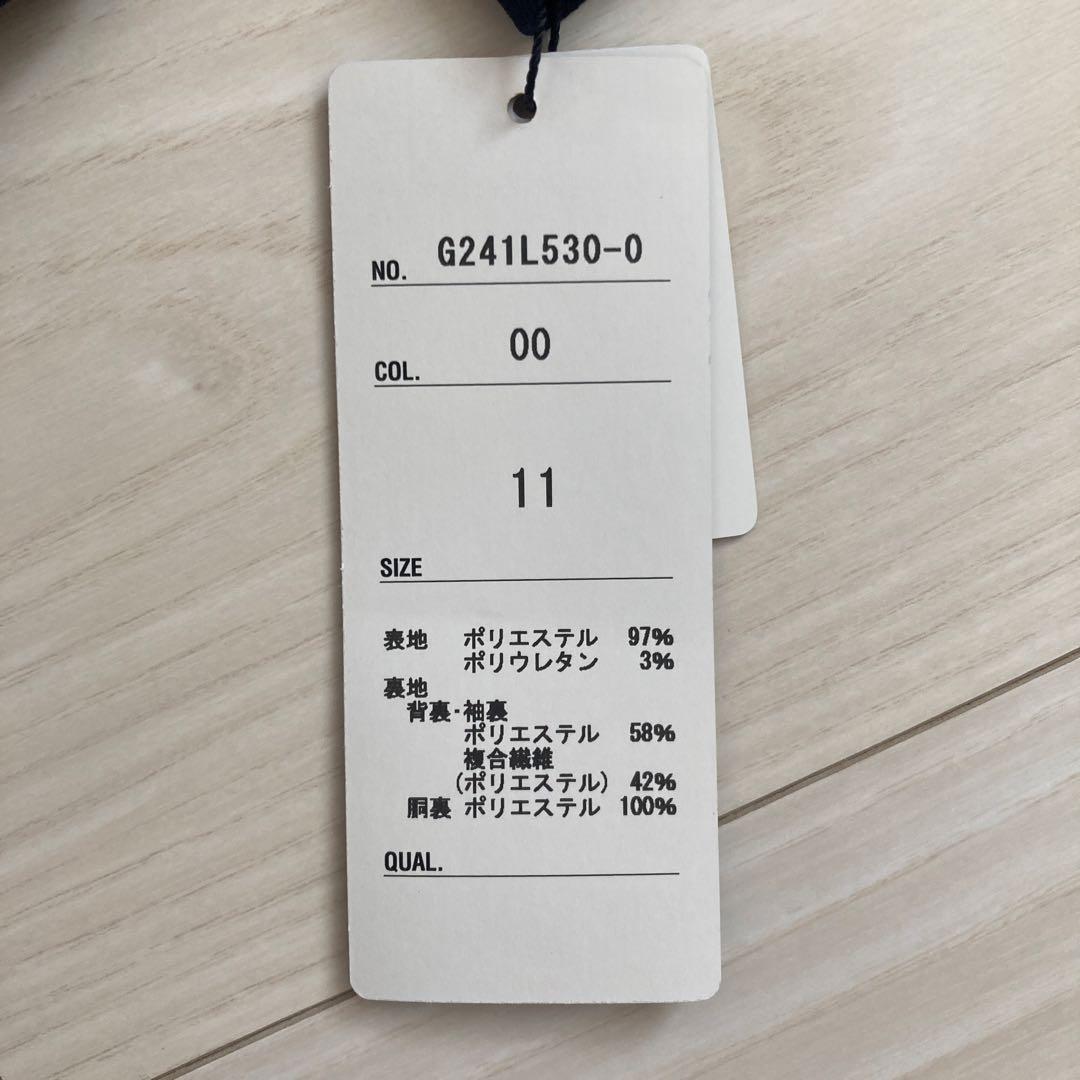 NO. G241L530-0
COL. 00
11
SIZE
表地 ポリエステル 97%
ポリウレタン 3%
裏地
背裏・袖裏
ポリエステル 58%
複合繊維
(ポリエステル) 42%
胴裏 ポリエステル 100%
QUAL.